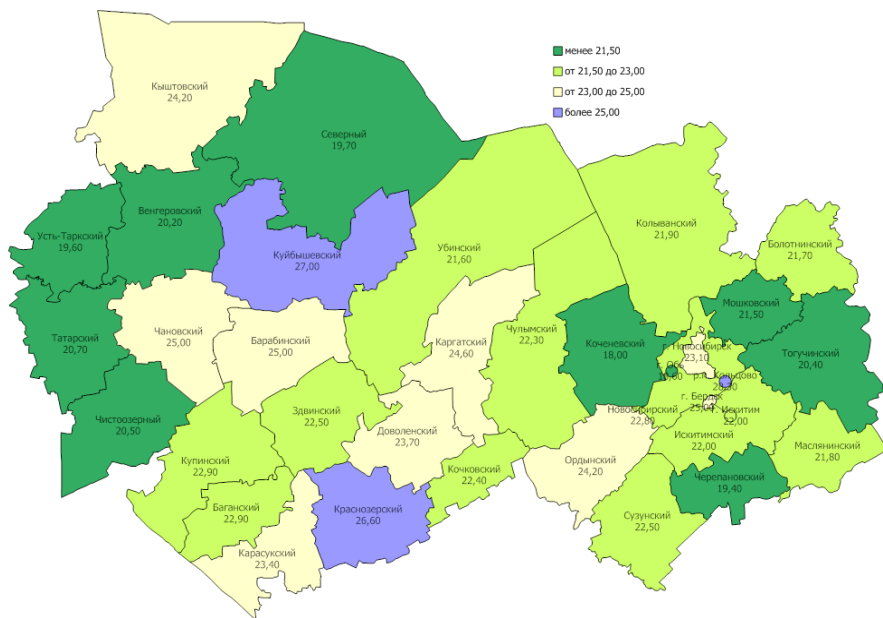 менее 21,50
от 21,50 до 23,00
от 23,00 до 25,00
более 25,00
Кыштовский
24,20
Северный
19,70
Усть-Таркский
19,60
Венгеровский
20,20
Куйбышевский
27,00
Убинский
21,60
Колыванский
21,90
Болотнинский
21,70
Татарский
20,70
Чановский
25,00
Барабинский
25,00
Каргатский
24,60
Чулымский
22,30
Коченевский
18,00
Мошковский
21,50
г. Новосибирск
23,10
Тогучинский
20,40
г. Обь
р.п. Кольцово
г. Бердск
25,00
г. Искитим
22,00
Новосибирский
22,80
Чистоозерный
20,50
Здвинский
22,50
Доволенский
23,70
Купинский
22,90
Баганский
22,90
Карасукский
23,40
Краснозерский
26,60
Кочковский
22,40
Ордынский
24,20
Искитимский
22,00
Маслянинский
21,80
Черепановский
19,40
Сузунский
22,50